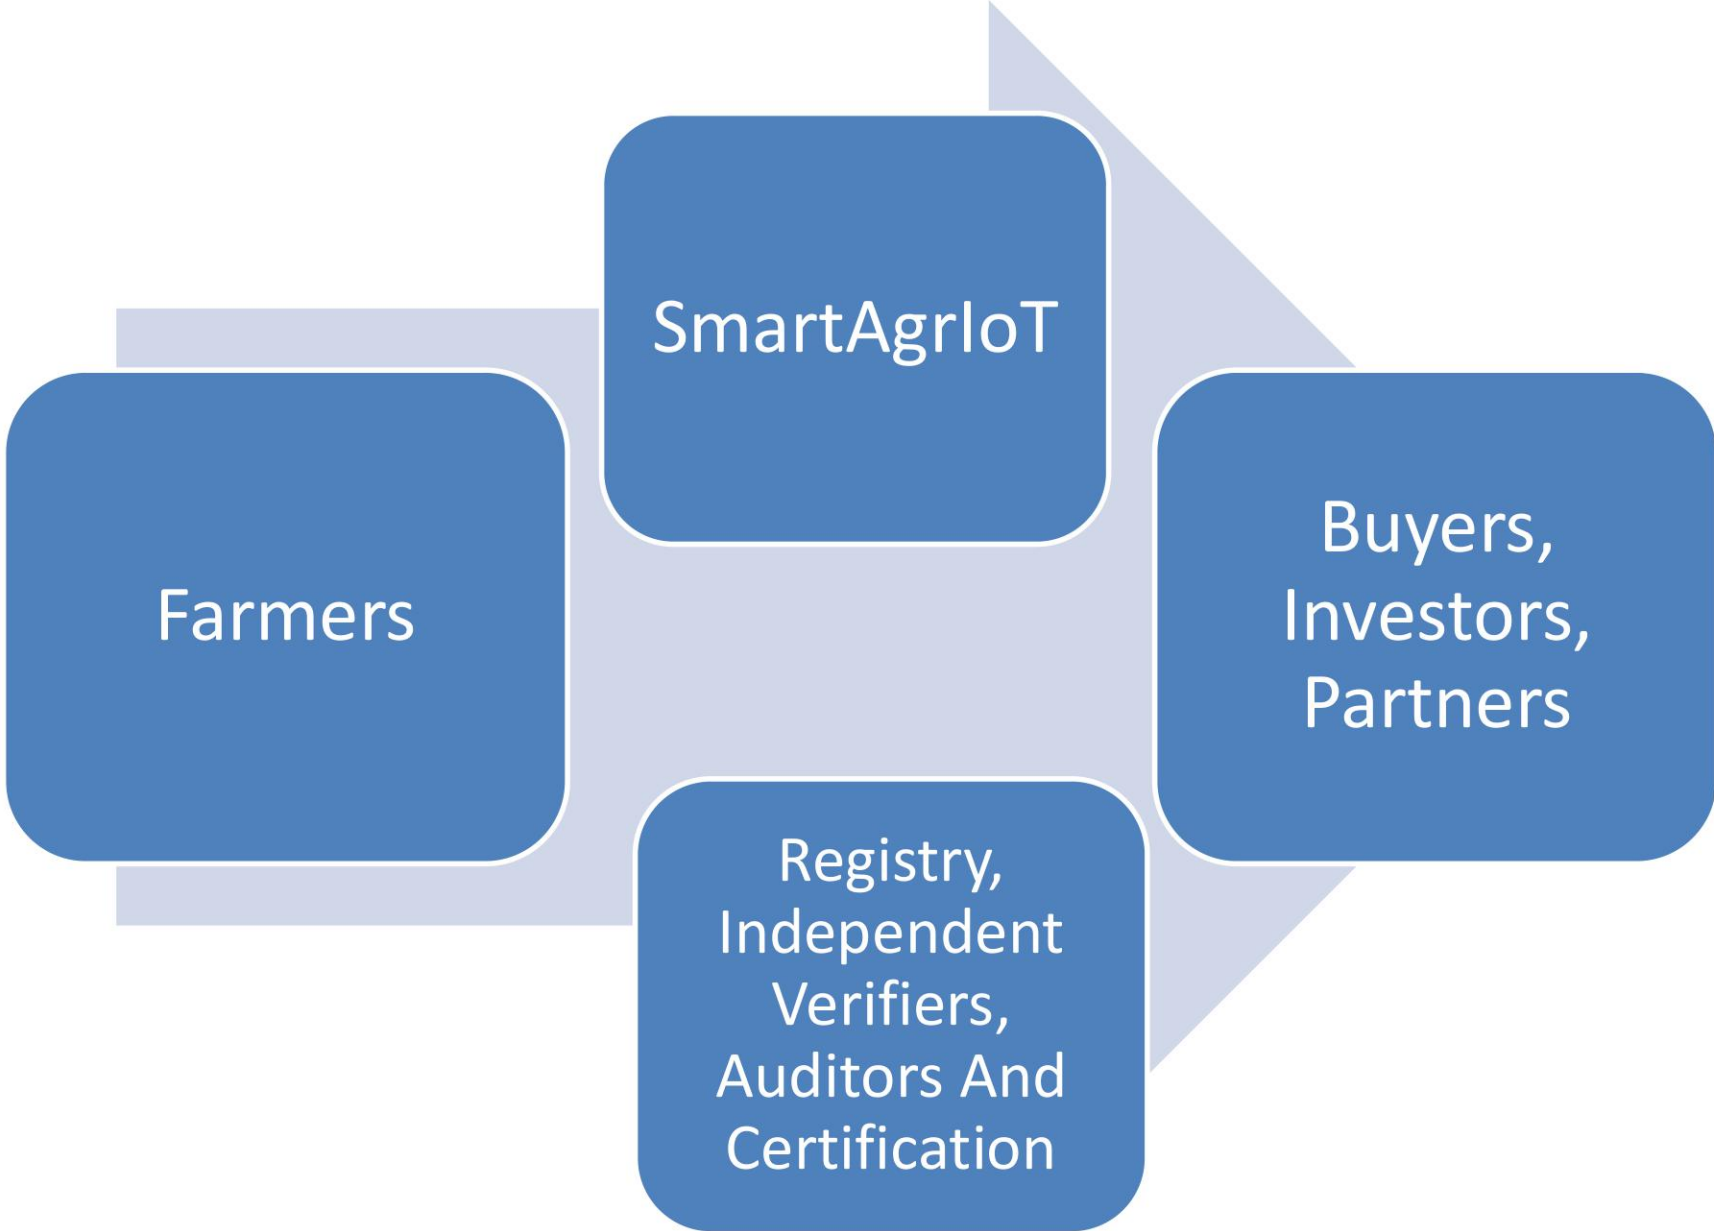 Farmers
SmartAgrIoT
Registry,
Independent
Verifiers,
Auditors And
Certification
Buyers,
Investors,
Partners